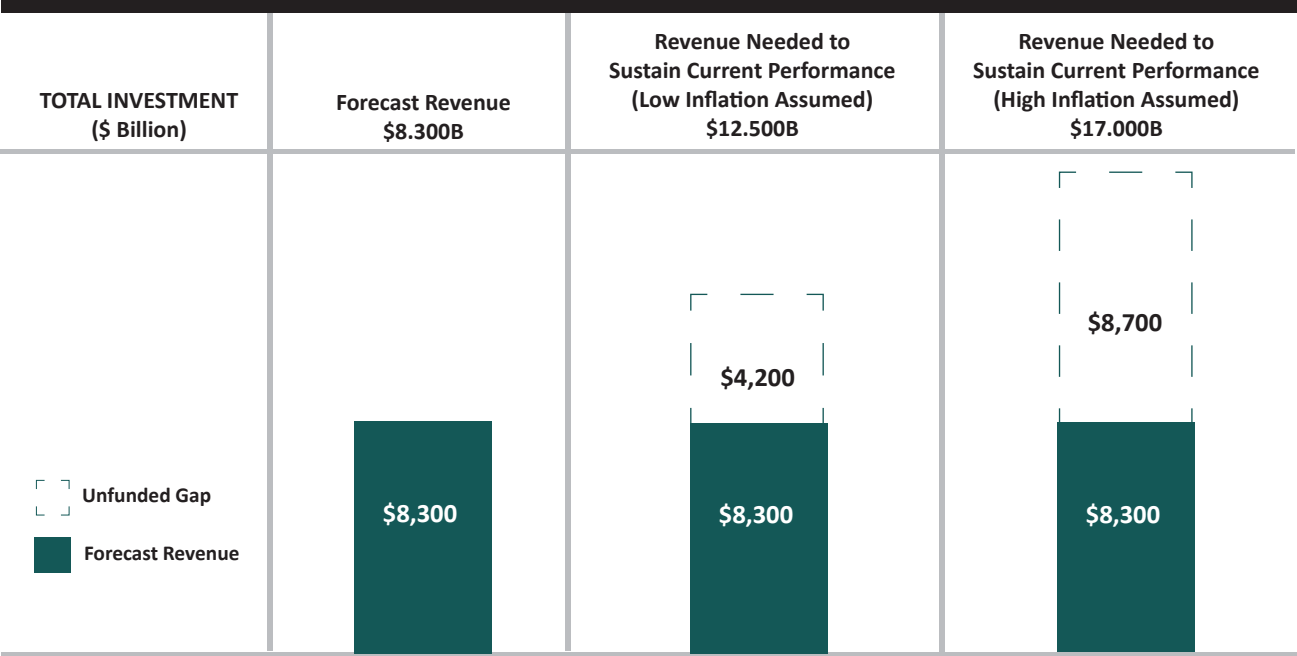 TOTAL INVESTMENT
($ Billion)
Forecast Revenue
$8.300B
Revenue Needed to
Sustain Current Performance
(Low Inflation Assumed)
$12.500B
Revenue Needed to
Sustain Current Performance
(High Inflation Assumed)
$17.000B
Unfunded Gap
Forecast Revenue
$8,300
$4,200
$8,300
$8,700
$8,300